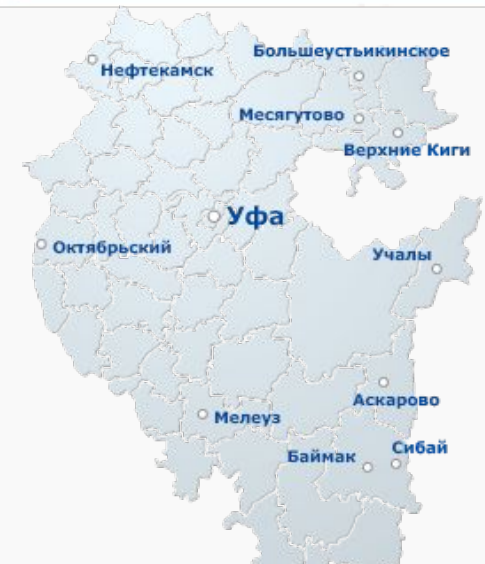 Большеустьикинское
Нефтекамск
Месягутово
Верхние Киги
Уфа
Октябрьский
Учалы
Аскарово
Мелеуз
Сибай
Баймак